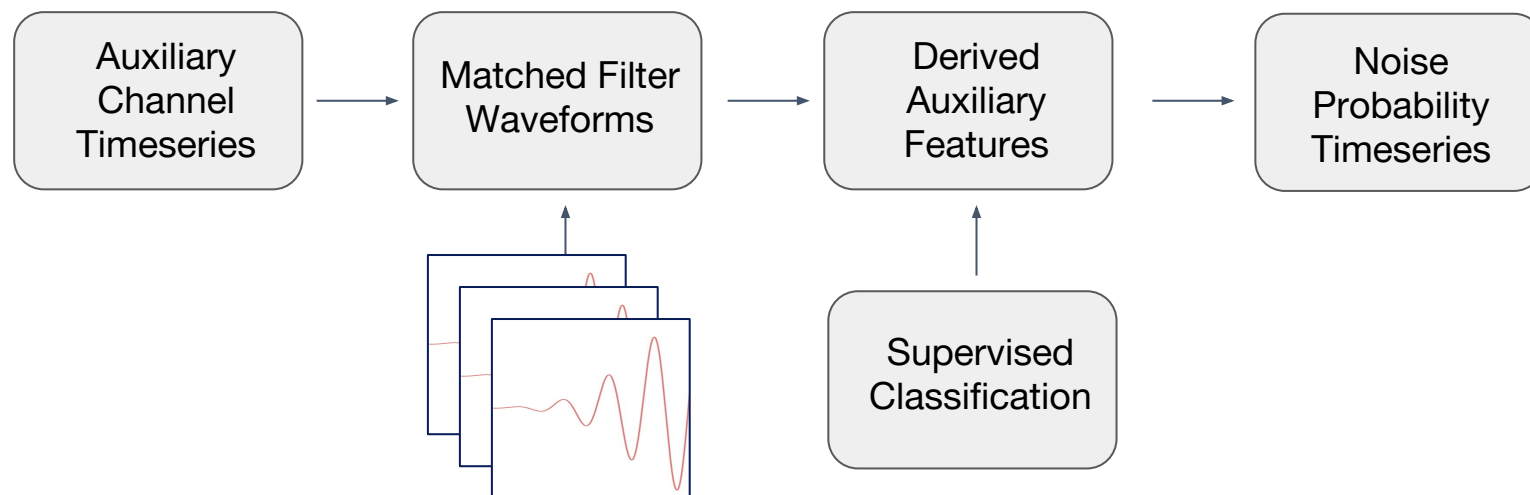 Auxiliary
Channel
Timeseries
Matched Filter
Waveforms
Derived
Auxiliary
Features
Noise
Probability
Timeseries
Supervised
Classification